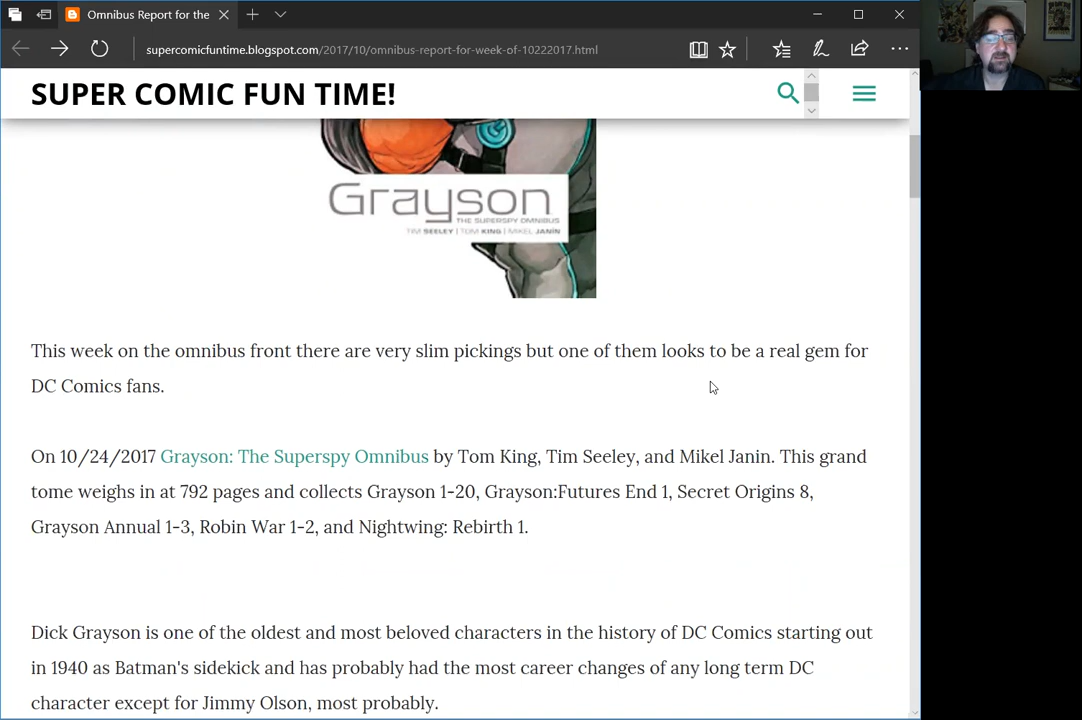 Omnibus Report for the
supercomicfuntime.blogspot.com/2017/10/omnibus-report-for-week-of-10222017.html
SUPER COMIC FUN TIME!
Grayson
THE SUPERSPY OMNIBUS
TIM SEELEY | TOM KING | MIKEL JANÍN
This week on the omnibus front there are very slim pickings but one of them looks to be a real gem for
DC Comics fans.
On 10/24/2017 Grayson: The Superspy Omnibus by Tom King, Tim Seeley, and Mikel Janin. This grand
tome weighs in at 792 pages and collects Grayson 1-20, Grayson:Futures End 1, Secret Origins 8,
Grayson Annual 1-3, Robin War 1-2, and Nightwing: Rebirth 1.
Dick Grayson is one of the oldest and most beloved characters in the history of DC Comics starting out
in 1940 as Batman's sidekick and has probably had the most career changes of any long term DC
character except for Jimmy Olson, most probably.